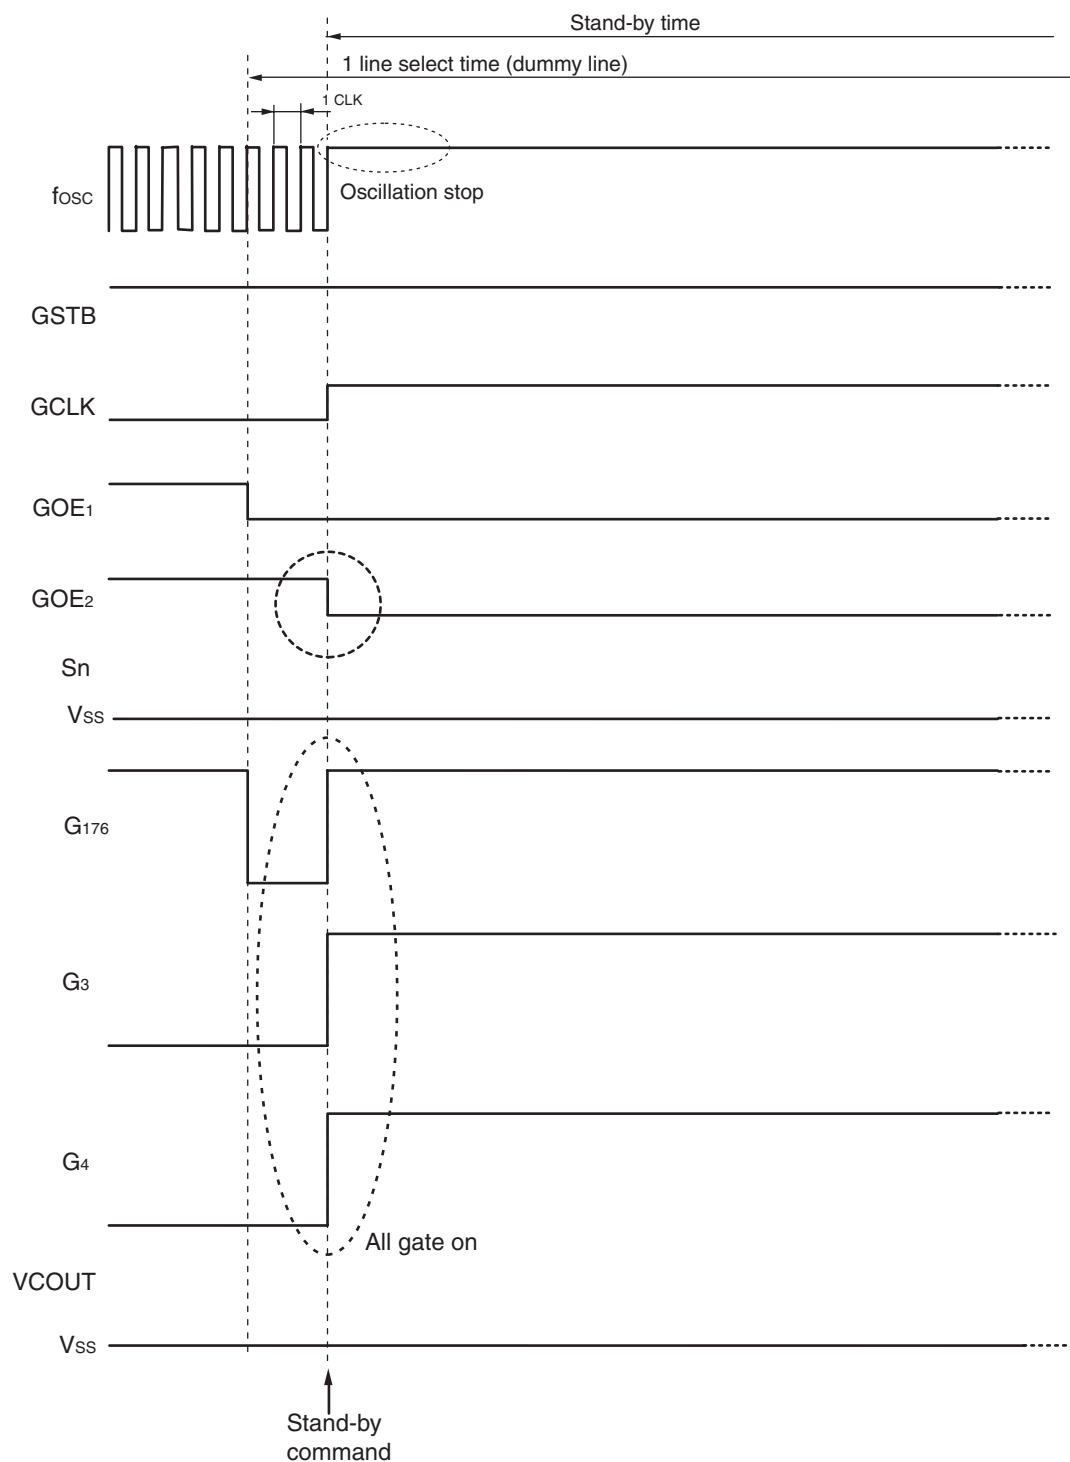 Stand-by time
1 line select time (dummy line)
1 CLK
fOSC
Oscillation stop
GSTB
GCLK
GOE1
GOE2
Sn
VSS
G176
G3
G4
All gate on
VCOUT
VSS
Stand-by
command